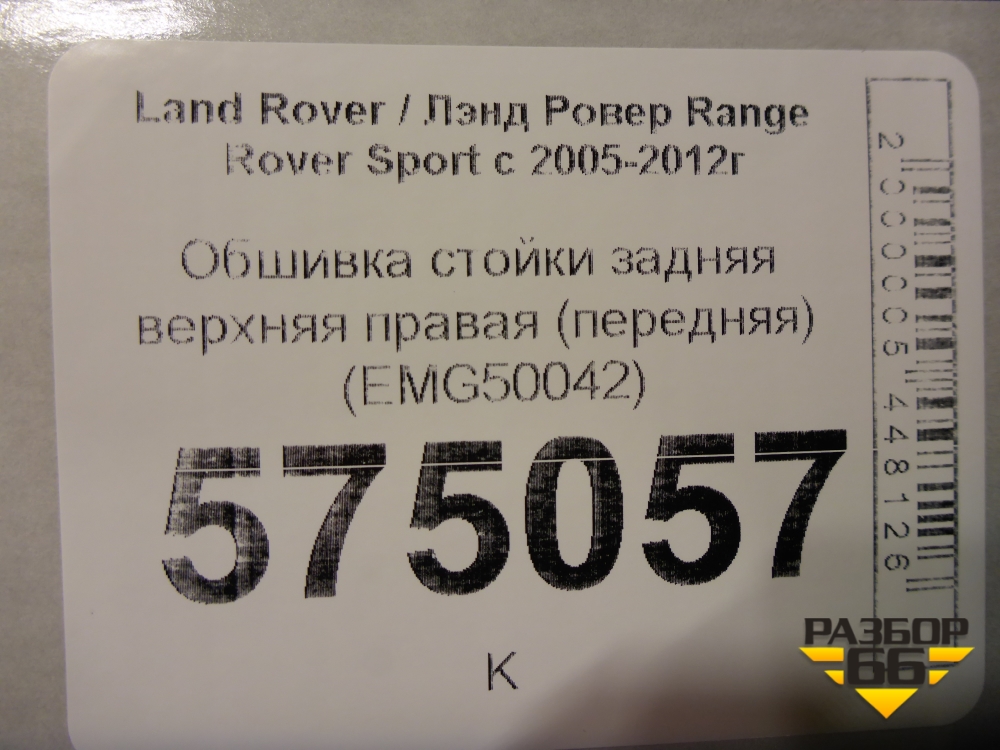 Land Rover / Лэнд Ровер Range
Rover Sport с 2005-2012г
Обшивка стойки задняя
верхняя правая (передняя)
(EMG50042)
575057
К
2000005448126
РАЗБОР
66